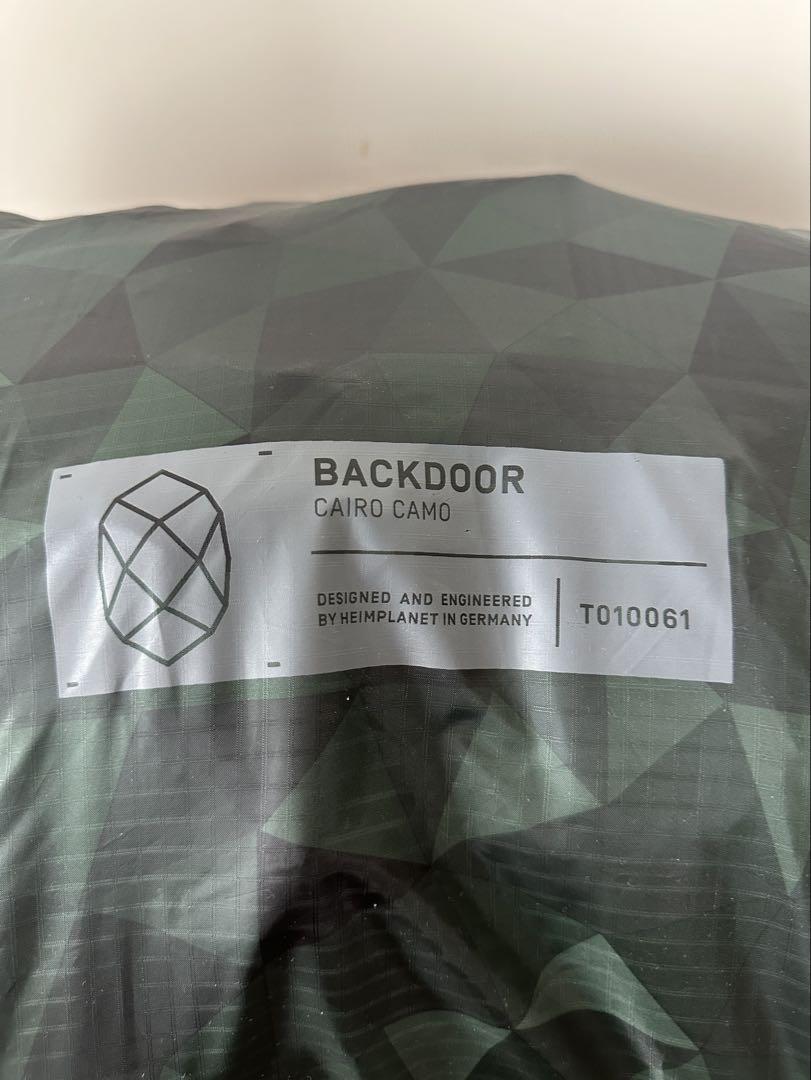 BACKDOOR
CAIRO CAMO
DESIGNED AND ENGINEERED
BY HEIMPLANET IN GERMANY
T010061